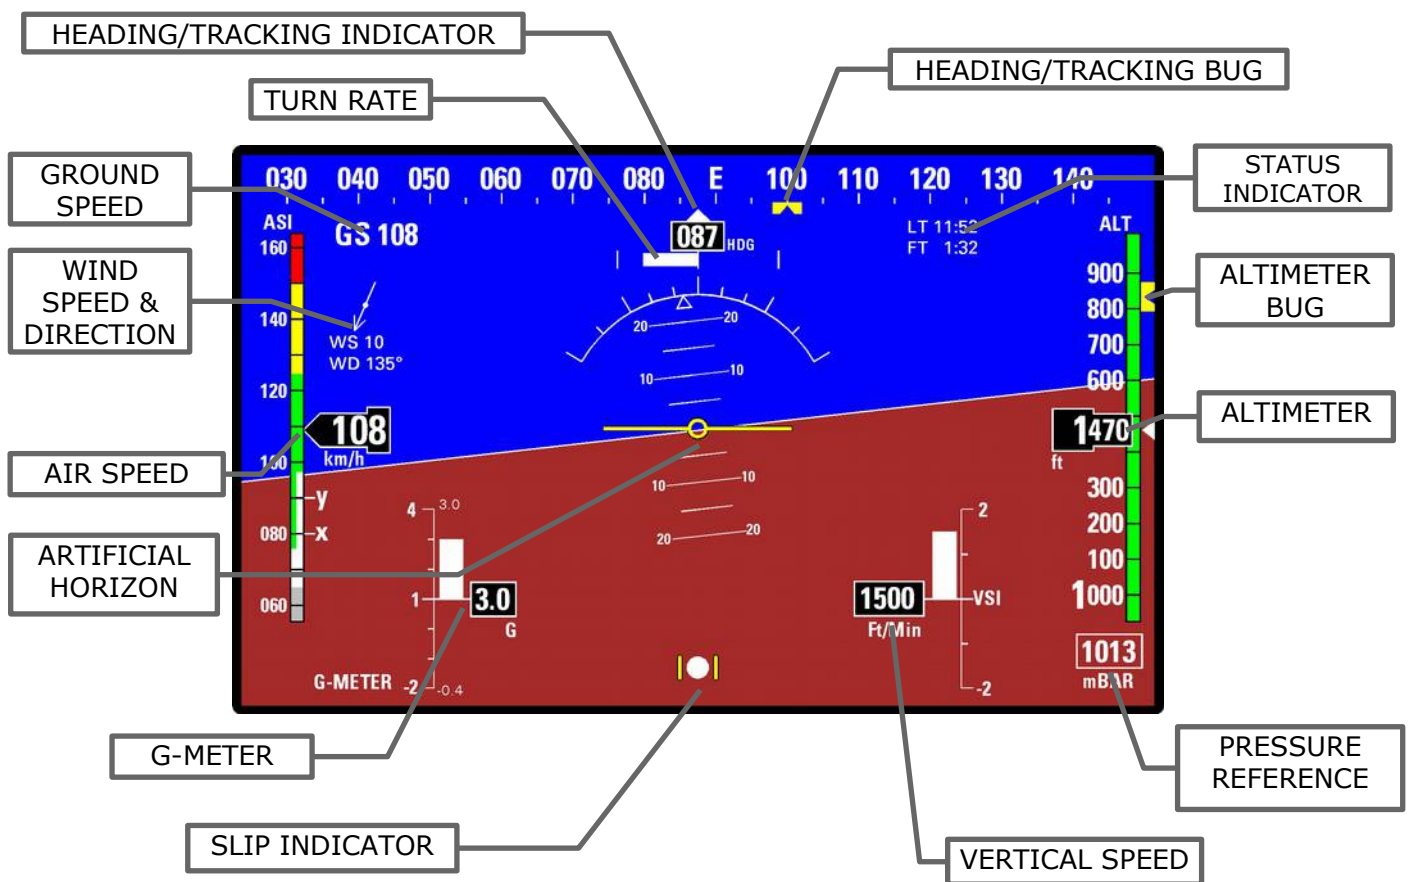 HEADING/TRACKING INDICATOR
HEADING/TRACKING BUG
TURN RATE
GROUND
SPEED
STATUS
INDICATOR
030 040 050 060 070 080 E 100 110 120 130 140
ASI
GS 108
087 HDG
LT 11:52
FT 1:32
ALT
WIND
SPEED &
DIRECTION
ALTIMETER
BUG
160
140
120
100
080
060
WS 10
WD 135°
20 20
10 10
10 10
20 20
900
800
700
600
300
200
100
1000
108
km/h
1470
ft
ALTIMETER
AIR SPEED
y
x
ARTIFICIAL
HORIZON
4 3.0
1 3.0
G
G-METER -2 -0.4
2
1500 VSI
Ft/Min
-2
1013
mBAR
G-METER
PRESSURE
REFERENCE
SLIP INDICATOR
VERTICAL SPEED